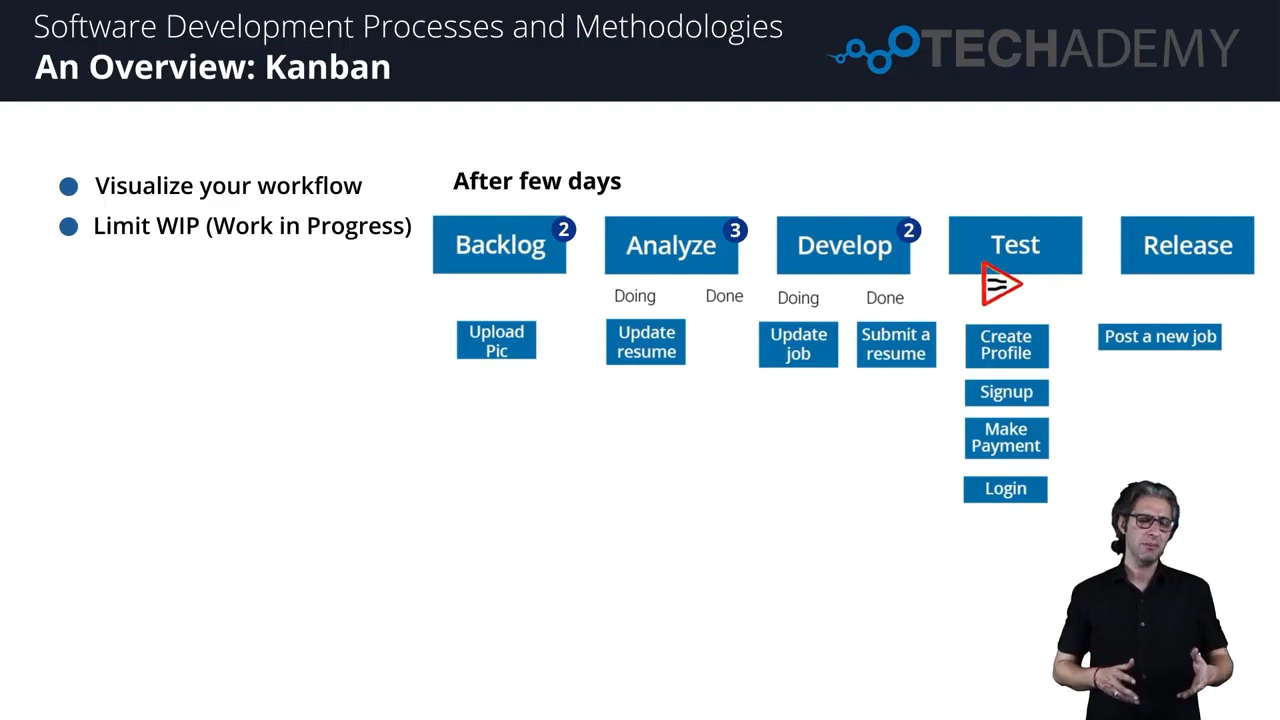 Software Development Processes and Methodologies
An Overview: Kanban
TECHADEMY
Visualize your workflow
Limit WIP (Work in Progress)
After few days
Backlog
2
Analyze
3
Develop
2
Test
Release
Doing
Done
Doing
Done
Upload
Pic
Update
resume
Update
job
Submit a
resume
Create
Profile
Signup
Make
Payment
Login
Post a new job